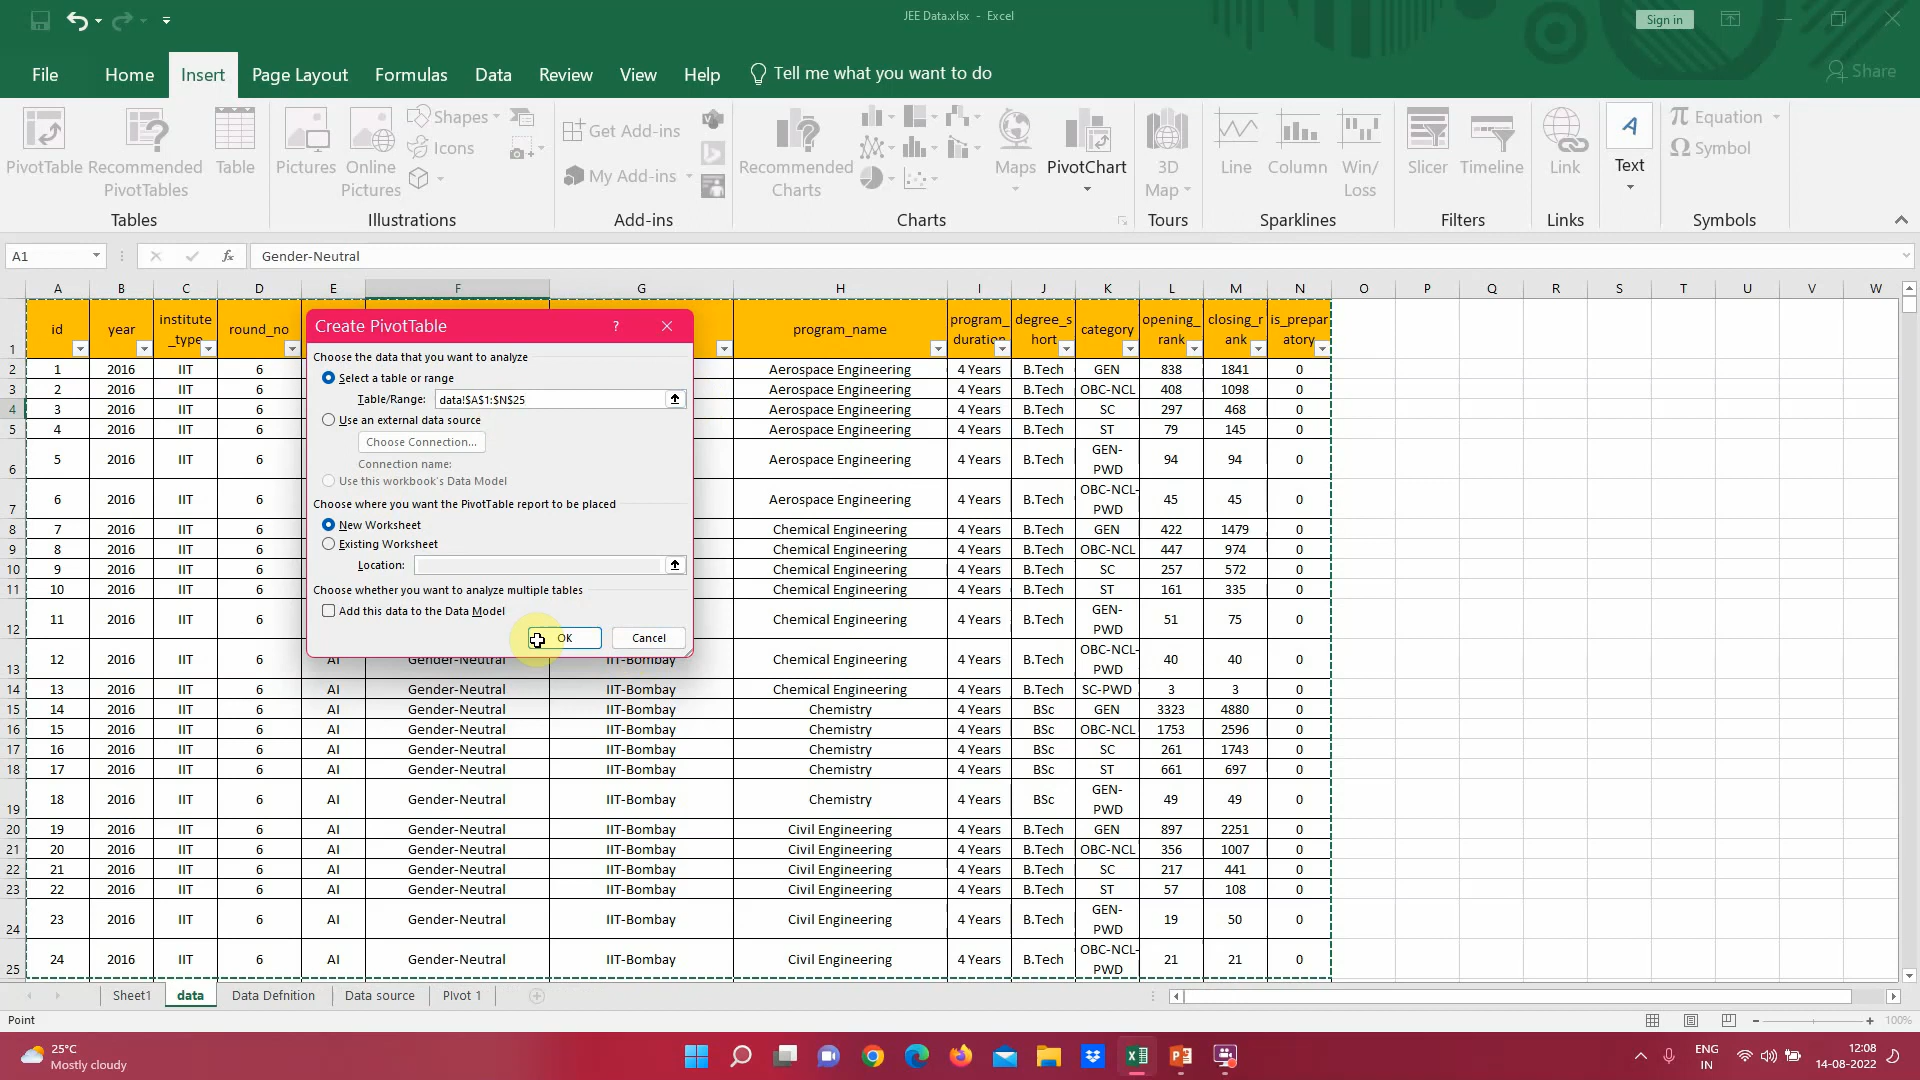 JEE Data.xlsx - Excel
Sign in
File Home Insert Page Layout Formulas Data Review View Help Tell me what you want to do
Share
PivotTable Recommended PivotTables Table
Pictures Online Pictures Shapes Icons
Get Add-ins
My Add-ins
Recommended Charts
Maps PivotChart
3D Map
Line Column Win/Loss
Slicer Timeline
Link
Text
Equation
Symbol
Tables Illustrations Add-ins Charts Tours Sparklines Filters Links Symbols
A1 fx Gender-Neutral
A B C D E F G H I J K L M N O P Q R S T U V W
1 id year institute_type round_no program_name program_duration degree_short category opening_rank closing_rank is_preparatory
2 1 2016 IIT 6 Aerospace Engineering 4 Years B.Tech GEN 838 1841 0
3 2 2016 IIT 6 Aerospace Engineering 4 Years B.Tech OBC-NCL 408 1098 0
4 3 2016 IIT 6 Aerospace Engineering 4 Years B.Tech SC 297 468 0
5 4 2016 IIT 6 Aerospace Engineering 4 Years B.Tech ST 79 145 0
6 5 2016 IIT 6 Aerospace Engineering 4 Years B.Tech GEN-PWD 94 94 0
7 6 2016 IIT 6 Aerospace Engineering 4 Years B.Tech OBC-NCL-PWD 45 45 0
8 7 2016 IIT 6 Chemical Engineering 4 Years B.Tech GEN 422 1479 0
9 8 2016 IIT 6 Chemical Engineering 4 Years B.Tech OBC-NCL 447 974 0
10 9 2016 IIT 6 Chemical Engineering 4 Years B.Tech SC 257 572 0
11 10 2016 IIT 6 Chemical Engineering 4 Years B.Tech ST 161 335 0
12 11 2016 IIT 6 Chemical Engineering 4 Years B.Tech GEN-PWD 51 75 0
13 12 2016 IIT 6 AI Gender-Neutral IIT-Bombay Chemical Engineering 4 Years B.Tech OBC-NCL-PWD 40 40 0
14 13 2016 IIT 6 AI Gender-Neutral IIT-Bombay Chemical Engineering 4 Years B.Tech SC-PWD 3 3 0
15 14 2016 IIT 6 AI Gender-Neutral IIT-Bombay Chemistry 4 Years BSc GEN 3323 4880 0
16 15 2016 IIT 6 AI Gender-Neutral IIT-Bombay Chemistry 4 Years BSc OBC-NCL 1753 2596 0
17 16 2016 IIT 6 AI Gender-Neutral IIT-Bombay Chemistry 4 Years BSc SC 261 1743 0
18 17 2016 IIT 6 AI Gender-Neutral IIT-Bombay Chemistry 4 Years BSc ST 661 697 0
19 18 2016 IIT 6 AI Gender-Neutral IIT-Bombay Chemistry 4 Years BSc GEN-PWD 49 49 0
20 19 2016 IIT 6 AI Gender-Neutral IIT-Bombay Civil Engineering 4 Years B.Tech GEN 897 2251 0
21 20 2016 IIT 6 AI Gender-Neutral IIT-Bombay Civil Engineering 4 Years B.Tech OBC-NCL 356 1007 0
22 21 2016 IIT 6 AI Gender-Neutral IIT-Bombay Civil Engineering 4 Years B.Tech SC 217 441 0
23 22 2016 IIT 6 AI Gender-Neutral IIT-Bombay Civil Engineering 4 Years B.Tech ST 57 108 0
24 23 2016 IIT 6 AI Gender-Neutral IIT-Bombay Civil Engineering 4 Years B.Tech GEN-PWD 19 50 0
25 24 2016 IIT 6 AI Gender-Neutral IIT-Bombay Civil Engineering 4 Years B.Tech OBC-NCL-PWD 21 21 0
Create PivotTable ?
Choose the data that you want to analyze
Select a table or range
Table/Range: data!$A$1:$N$25
Use an external data source
Choose Connection...
Connection name:
Use this workbook's Data Model
Choose where you want the PivotTable report to be placed
New Worksheet
Existing Worksheet
Location:
Choose whether you want to analyze multiple tables
Add this data to the Data Model
OK Cancel
Sheet1 data Data Defnition Data source Pivot 1
Point
100%
25°C
Mostly cloudy
ENG
IN
12:08
14-08-2022